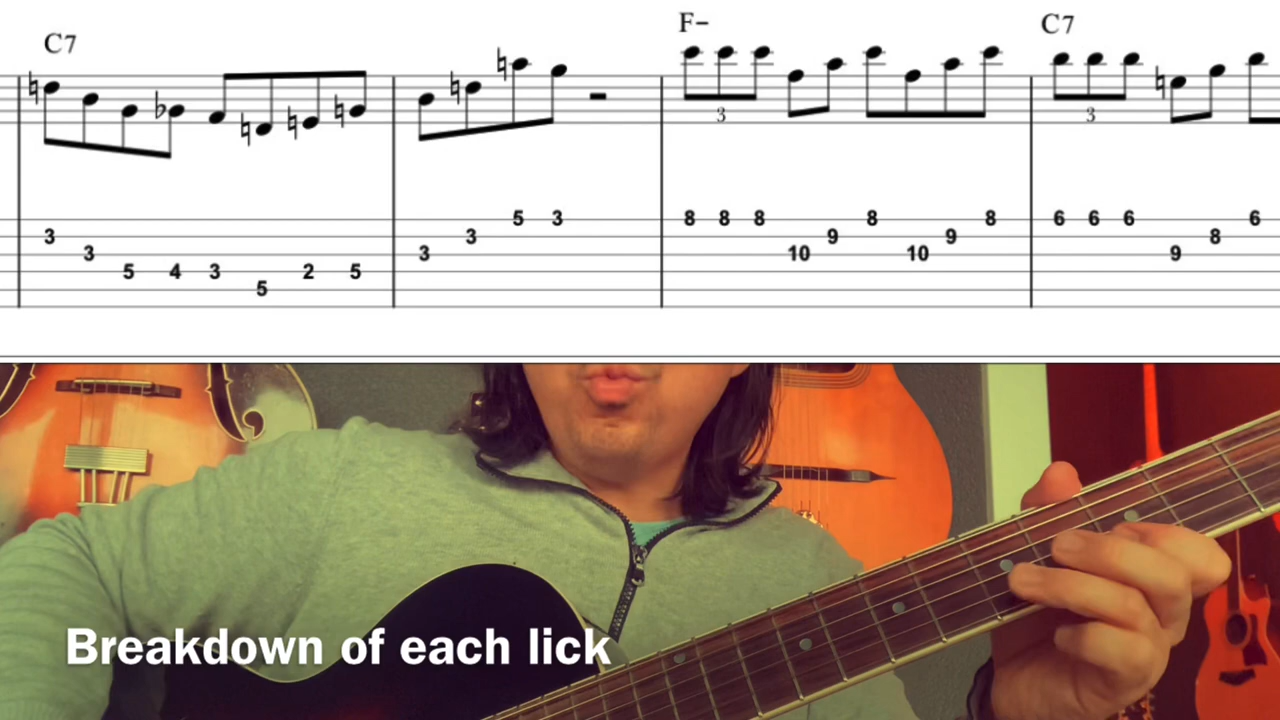 C7 F- C7
3 3
5 3 8 8 8 8 8 6 6 6 6
3 3 9 9 8
3 3 10 10 9
5 4 3 2 5
5
Breakdown of each lick